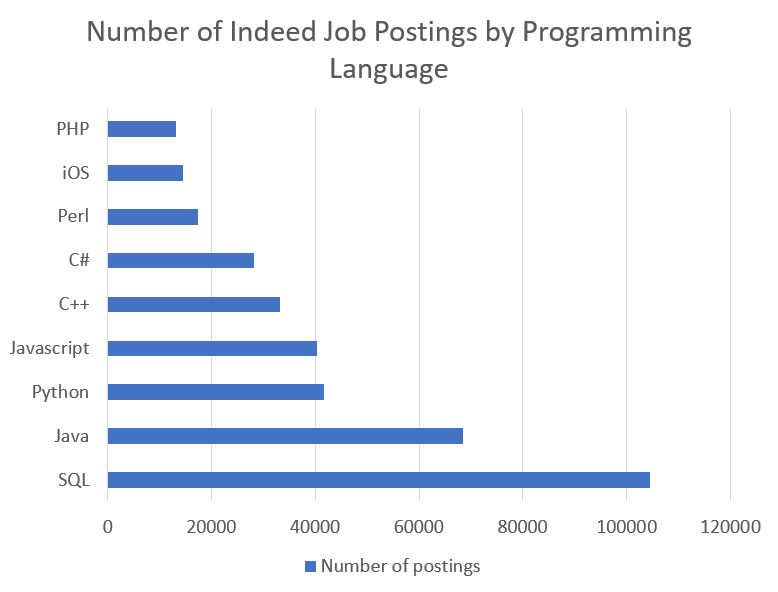 Number of Indeed Job Postings by Programming
Language
PHP
iOS
Perl
C#
C++
Javascript
Python
Java
SQL
0 20000 40000 60000 80000 100000 120000
Number of postings